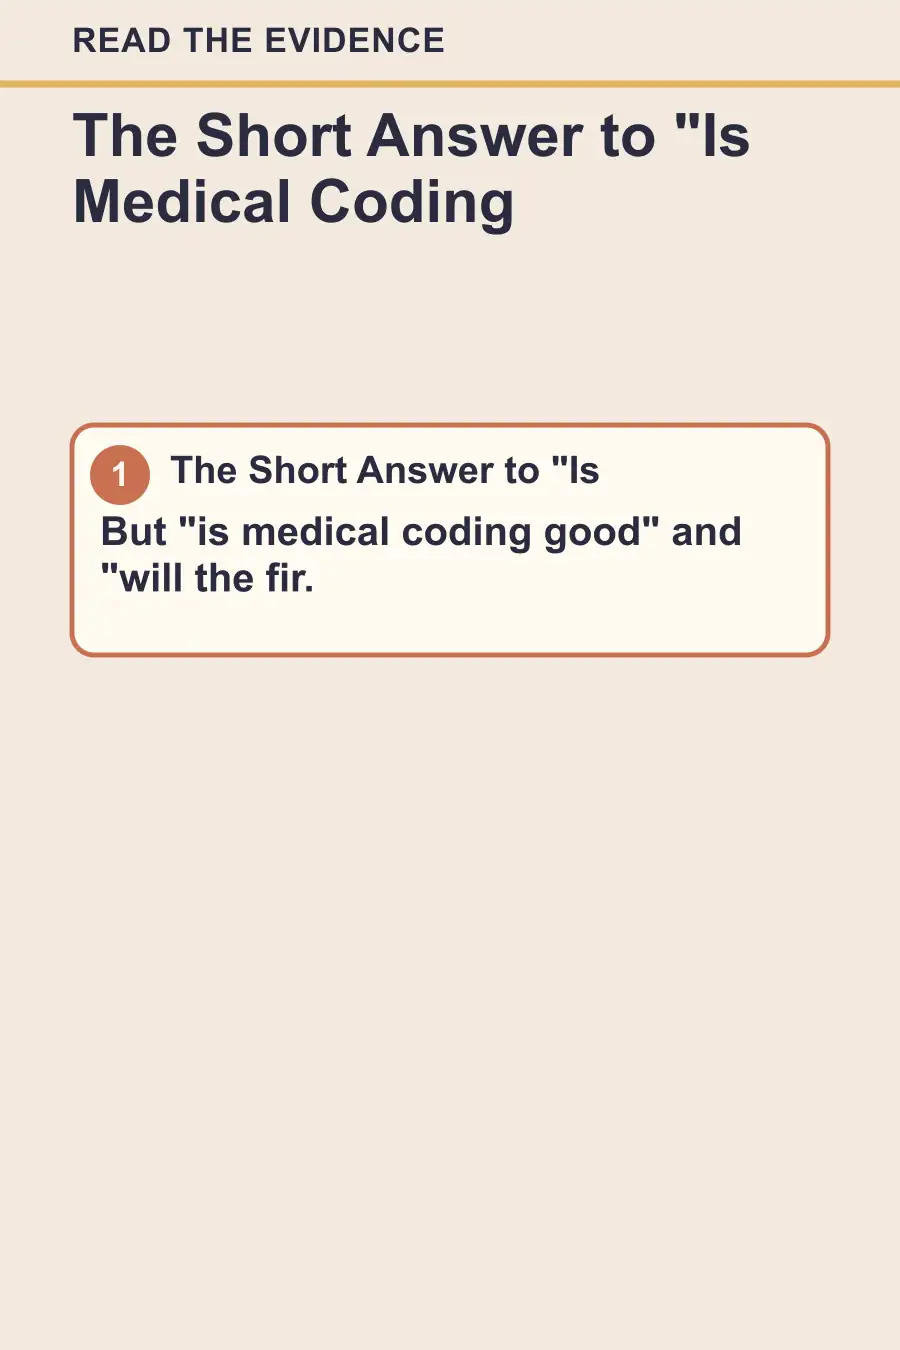 READ THE EVIDENCE
The Short Answer to "Is
Medical Coding
1 The Short Answer to "Is
But "is medical coding good" and
"will the fir.